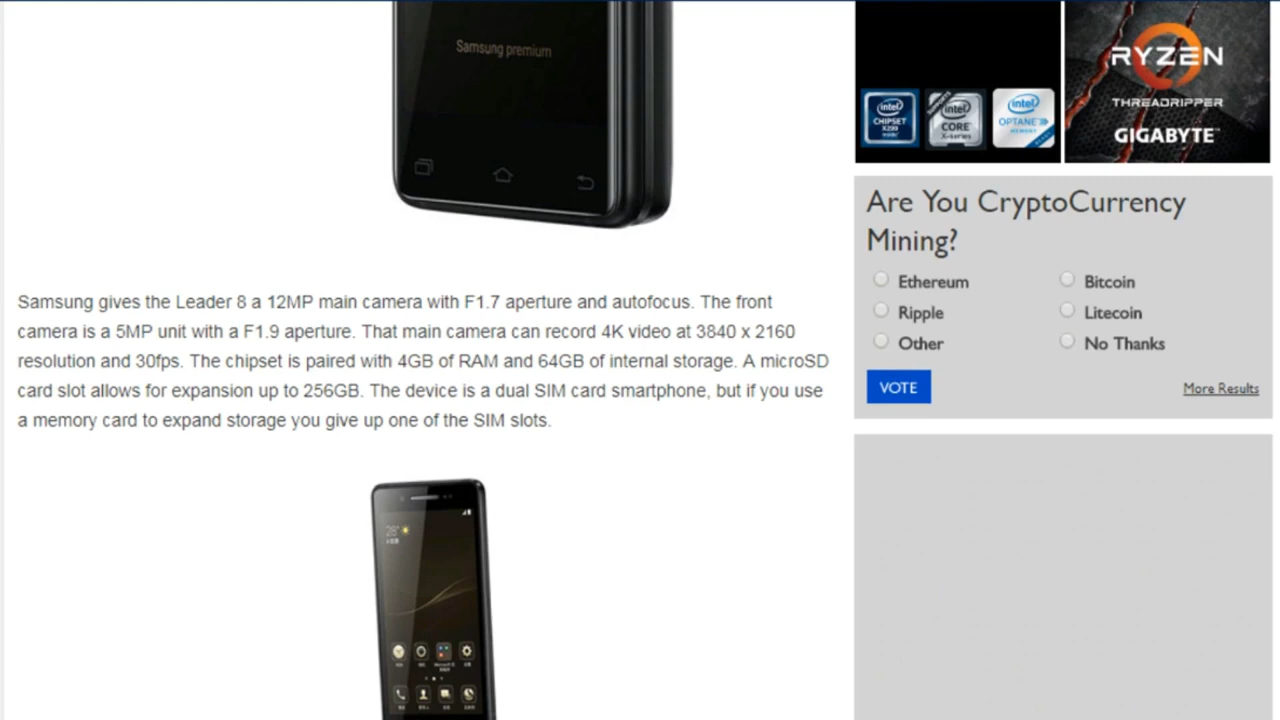 Samsung premium
Samsung gives the Leader 8 a 12MP main camera with F1.7 aperture and autofocus. The front
camera is a 5MP unit with a F1.9 aperture. That main camera can record 4K video at 3840 x 2160
resolution and 30fps. The chipset is paired with 4GB of RAM and 64GB of internal storage. A microSD
card slot allows for expansion up to 256GB. The device is a dual SIM card smartphone, but if you use
a memory card to expand storage you give up one of the SIM slots.
intel
CHIPSET
X299
intel
CORE
X-series
intel
OPTANE
MEMORY
RYZEN
THREADRIPPER
GIGABYTE™
Are You CryptoCurrency
Mining?
Ethereum
Bitcoin
Ripple
Litecoin
Other
No Thanks
VOTE
More Results